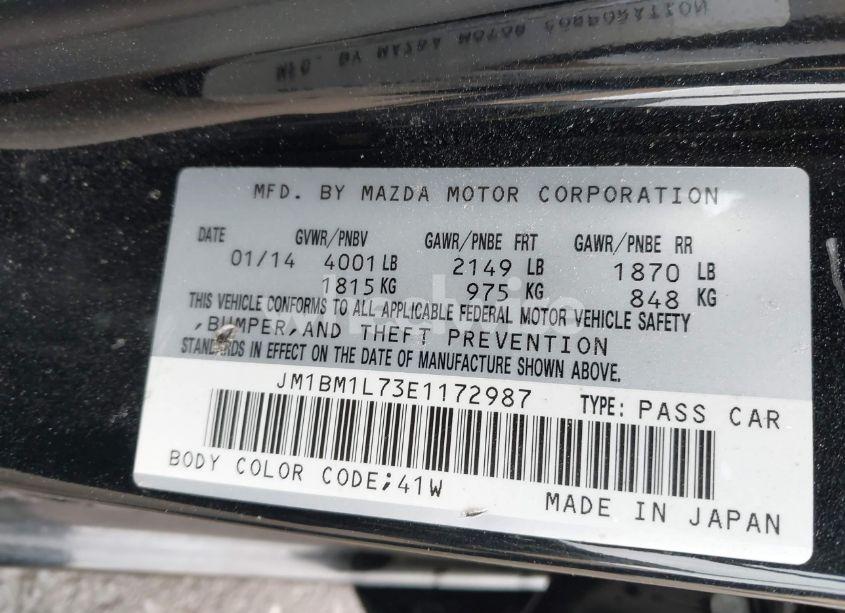 MFD. BY MAZDA MOTOR CORPORATION
DATE GVWR/PNBV GAWR/PNBE FRT GAWR/PNBE RR
01/14 4001 LB 2149 LB 1870 LB
1815 KG 975 KG 848 KG
THIS VEHICLE CONFORMS TO ALL APPLICABLE FEDERAL MOTOR VEHICLE SAFETY
,BUMPER,AND THEFT PREVENTION
STANDARDS IN EFFECT ON THE DATE OF MANUFACTURE SHOWN ABOVE.
JM1BM1L73E1172987 TYPE: PASS CAR
BODY COLOR CODE;41W
MADE IN JAPAN